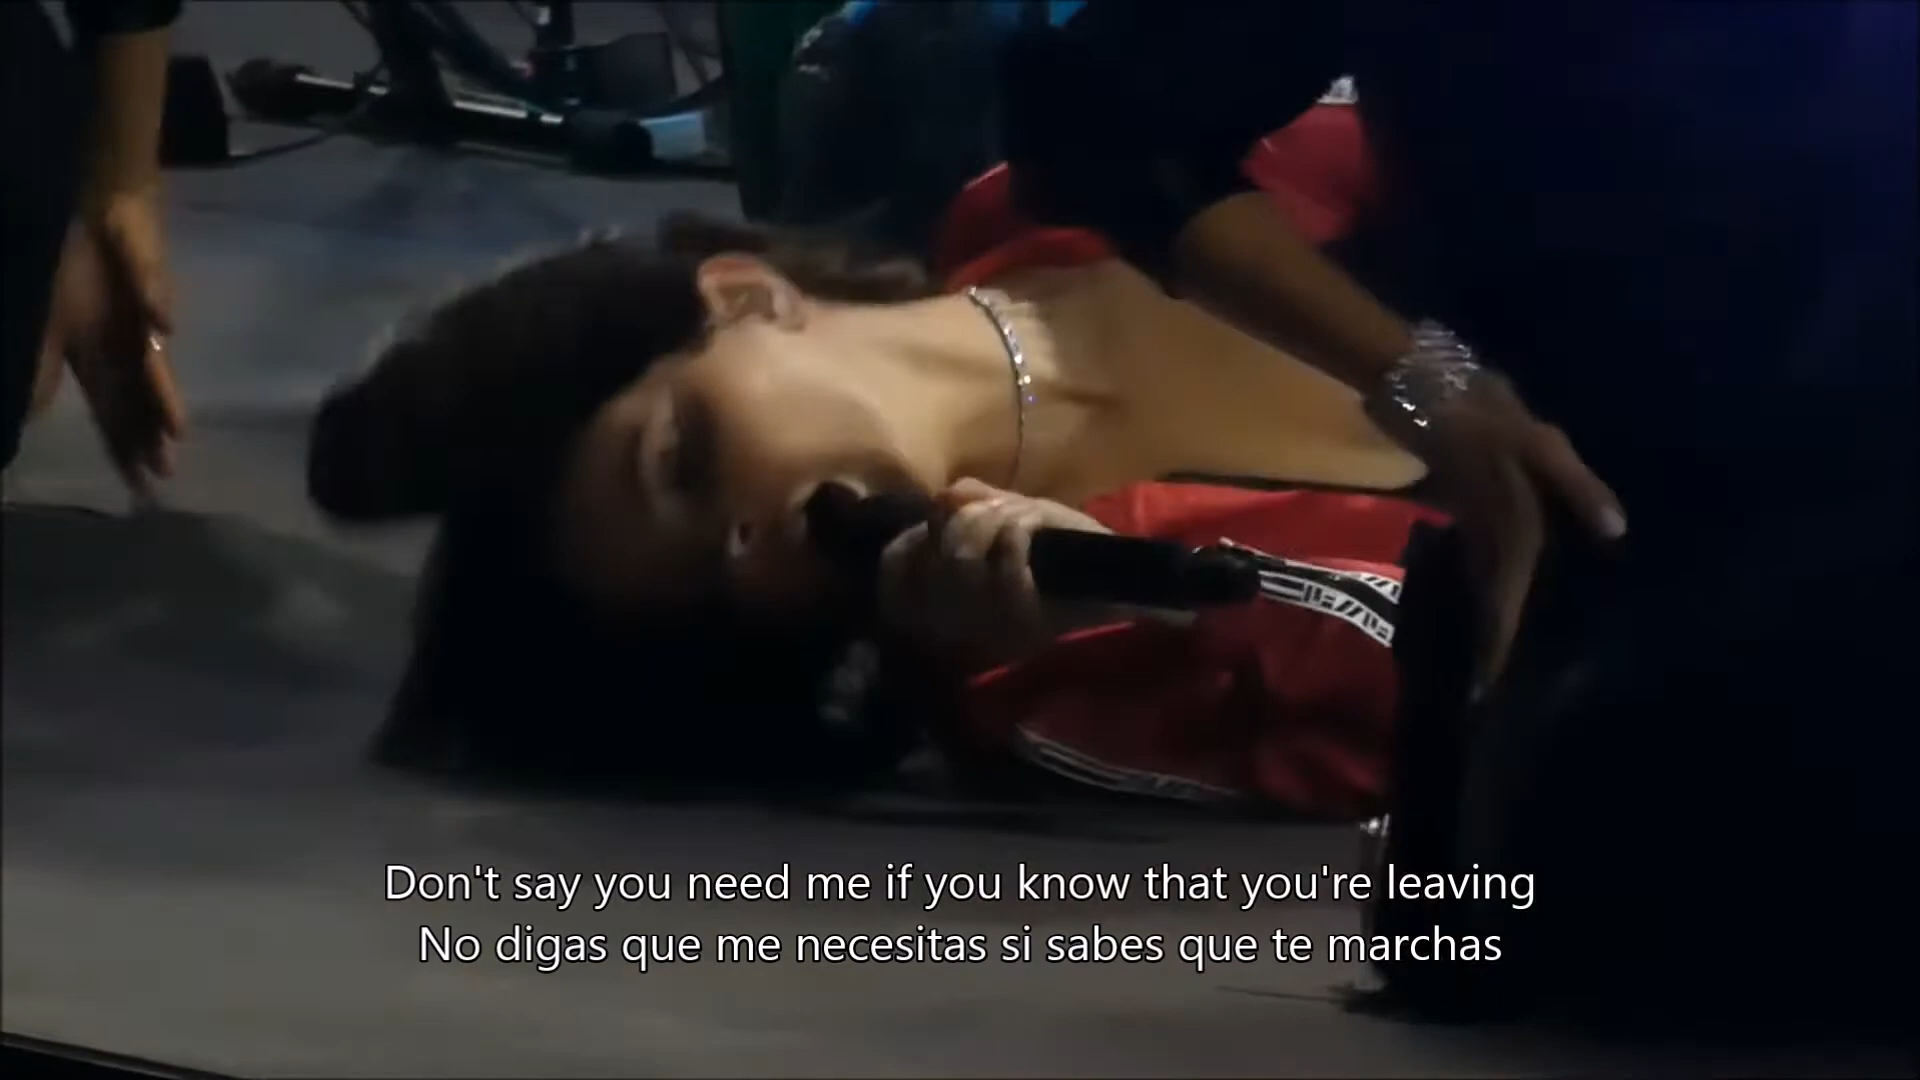 Don't say you need me if you know that you're leaving
No digas que me necesitas si sabes que te marchas